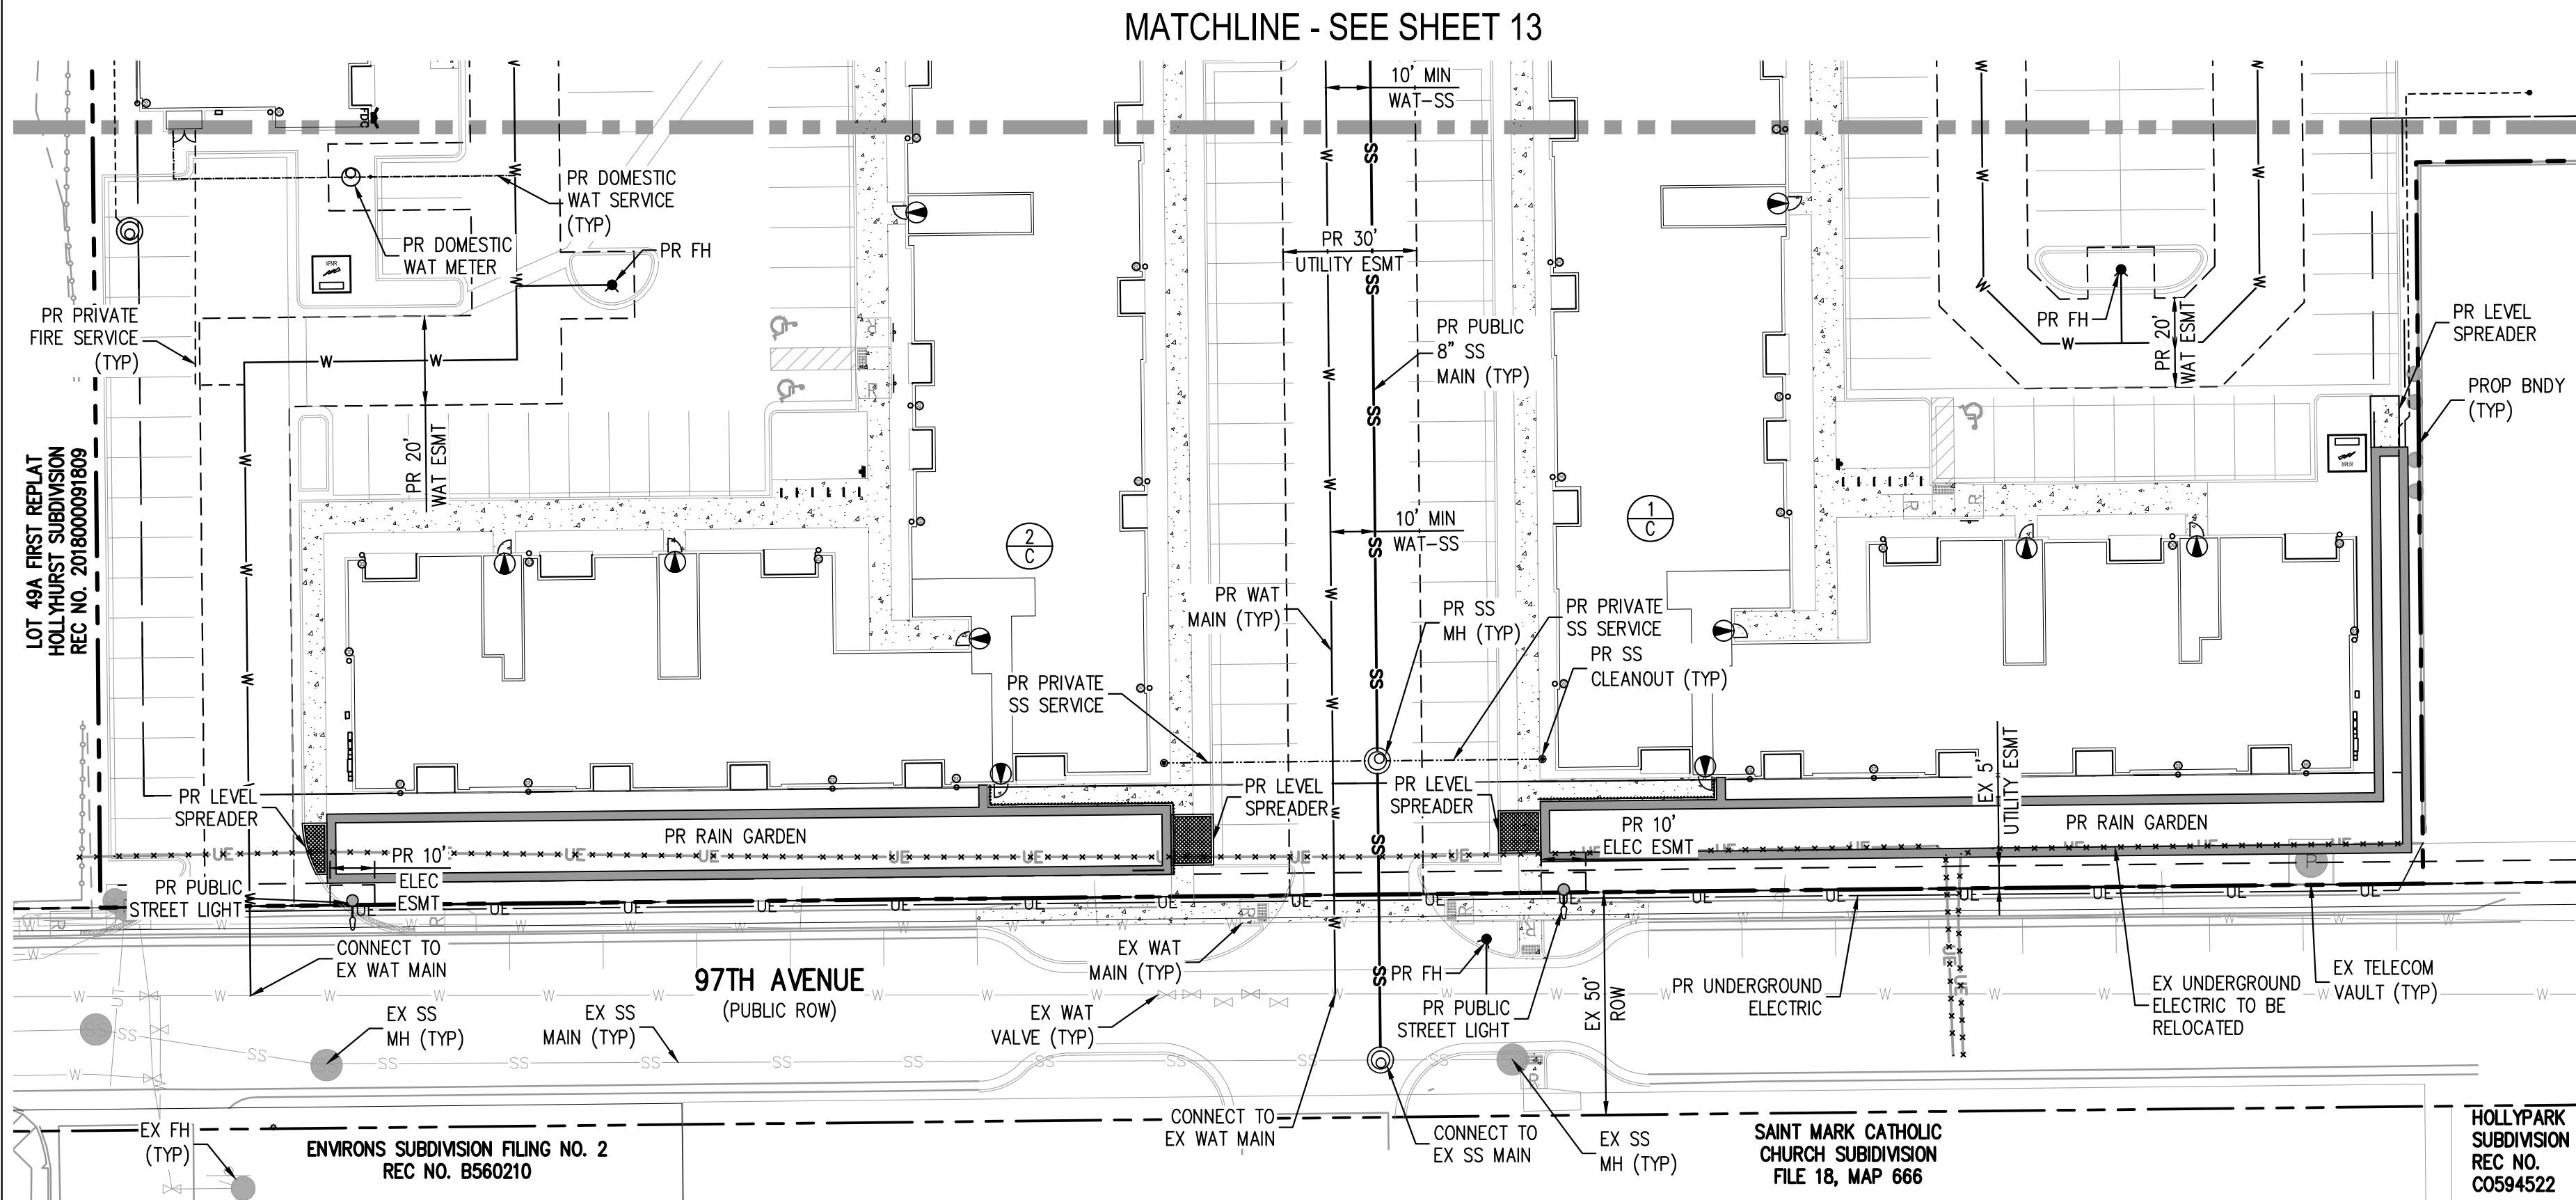 MATCHLINE - SEE SHEET 13
10' MIN
WAT-SS
FDC
PR DOMESTIC
WAT SERVICE
(TYP)
PR DOMESTIC
WAT METER
PR FH
XFMR
PR 30'
UTILITY ESMT
PR PRIVATE
FIRE SERVICE
(TYP)
PR PUBLIC
8" SS
MAIN (TYP)
PR FH
PR 20'
WAT ESMT
PR LEVEL
SPREADER
PROP BNDY
(TYP)
LOT 49A FIRST REPLAT
HOLLYHURST SUBDIVISION
REC NO. 2018000091809
PR 20'
WAT ESMT
2
C
10' MIN
WAT-SS
1
C
PR WAT
MAIN (TYP)
PR SS
MH (TYP)
PR PRIVATE
SS SERVICE
PR SS
CLEANOUT (TYP)
PR PRIVATE
SS SERVICE
PR LEVEL
SPREADER
PR RAIN GARDEN
PR LEVEL
SPREADER
PR LEVEL
SPREADER
PR 10'
ELEC ESMT
EX 5'
UTILITY ESMT
PR RAIN GARDEN
PR 10'
ELEC
ESMT
PR PUBLIC
STREET LIGHT
CONNECT TO
EX WAT MAIN
97TH AVENUE
(PUBLIC ROW)
EX WAT
MAIN (TYP)
PR FH
PR PUBLIC
STREET LIGHT
EX 50'
ROW
PR UNDERGROUND
ELECTRIC
EX UNDERGROUND
ELECTRIC TO BE
RELOCATED
EX TELECOM
VAULT (TYP)
EX SS
MH (TYP)
EX SS
MAIN (TYP)
EX WAT
VALVE (TYP)
EX FH
(TYP)
ENVIRONS SUBDIVISION FILING NO. 2
REC NO. B560210
CONNECT TO
EX WAT MAIN
CONNECT TO
EX SS MAIN
EX SS
MH (TYP)
SAINT MARK CATHOLIC
CHURCH SUBIDIVISION
FILE 18, MAP 666
HOLLYPARK
SUBDIVISION
REC NO.
CO594522